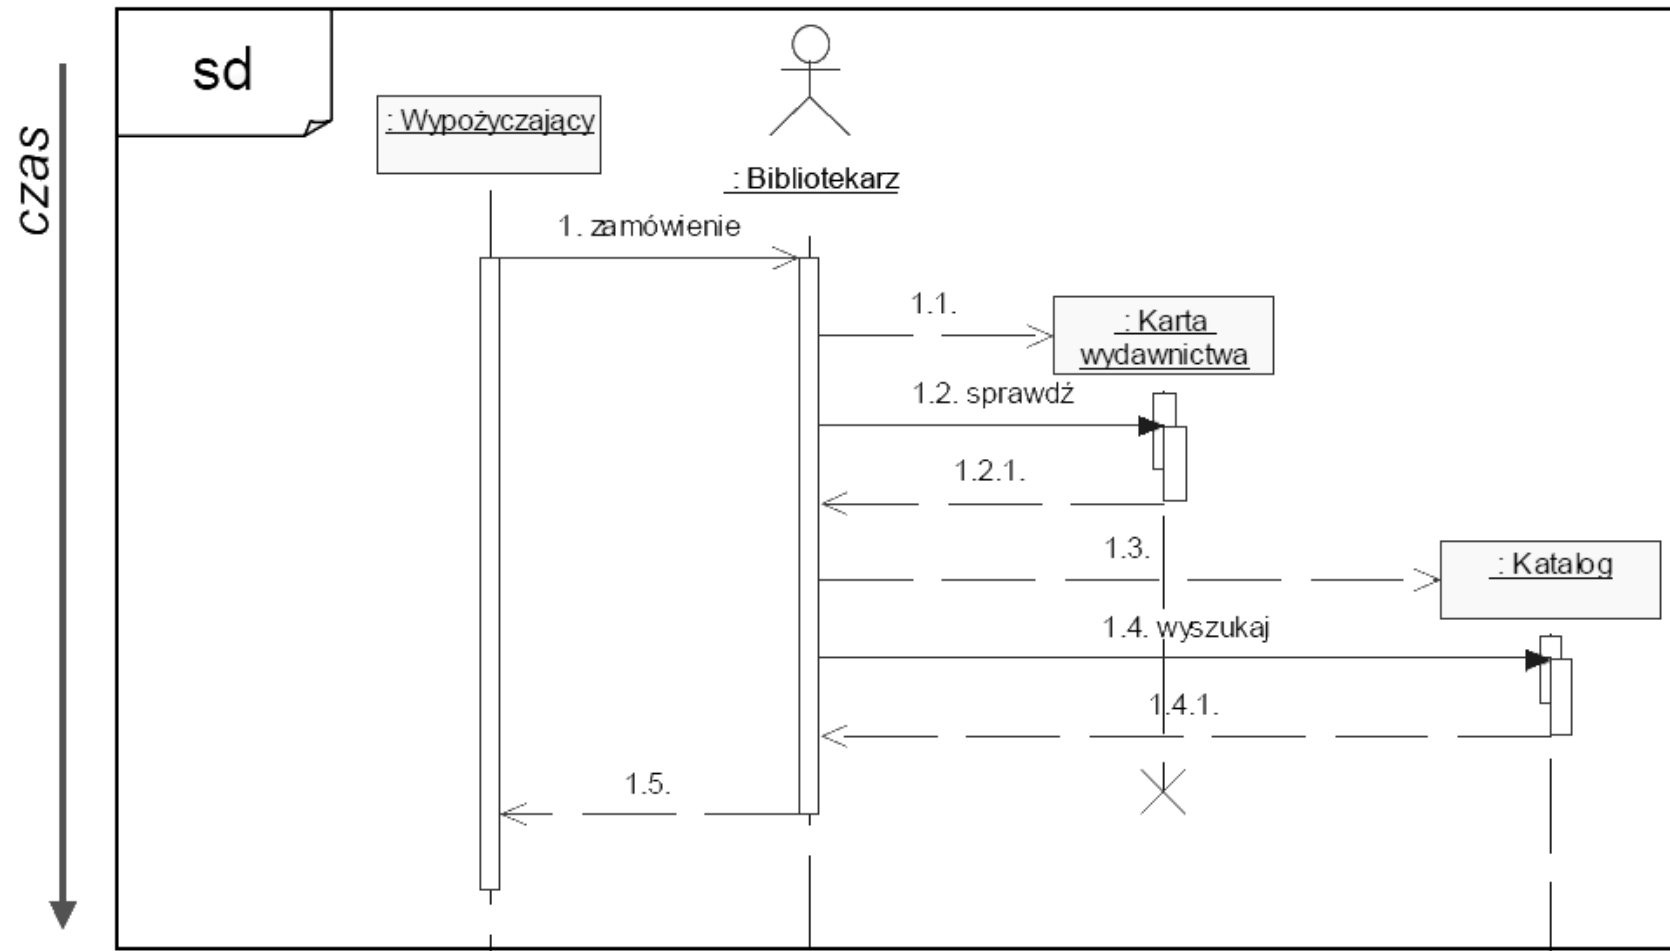 sd
czas
: Wypożyczający
: Bibliotekarz
1. zamówienie
1.1.
: Karta
wydawnictwa
1.2. sprawdź
1.2.1.
1.3.
: Katalog
1.4. wyszukaj
1.4.1.
1.5.